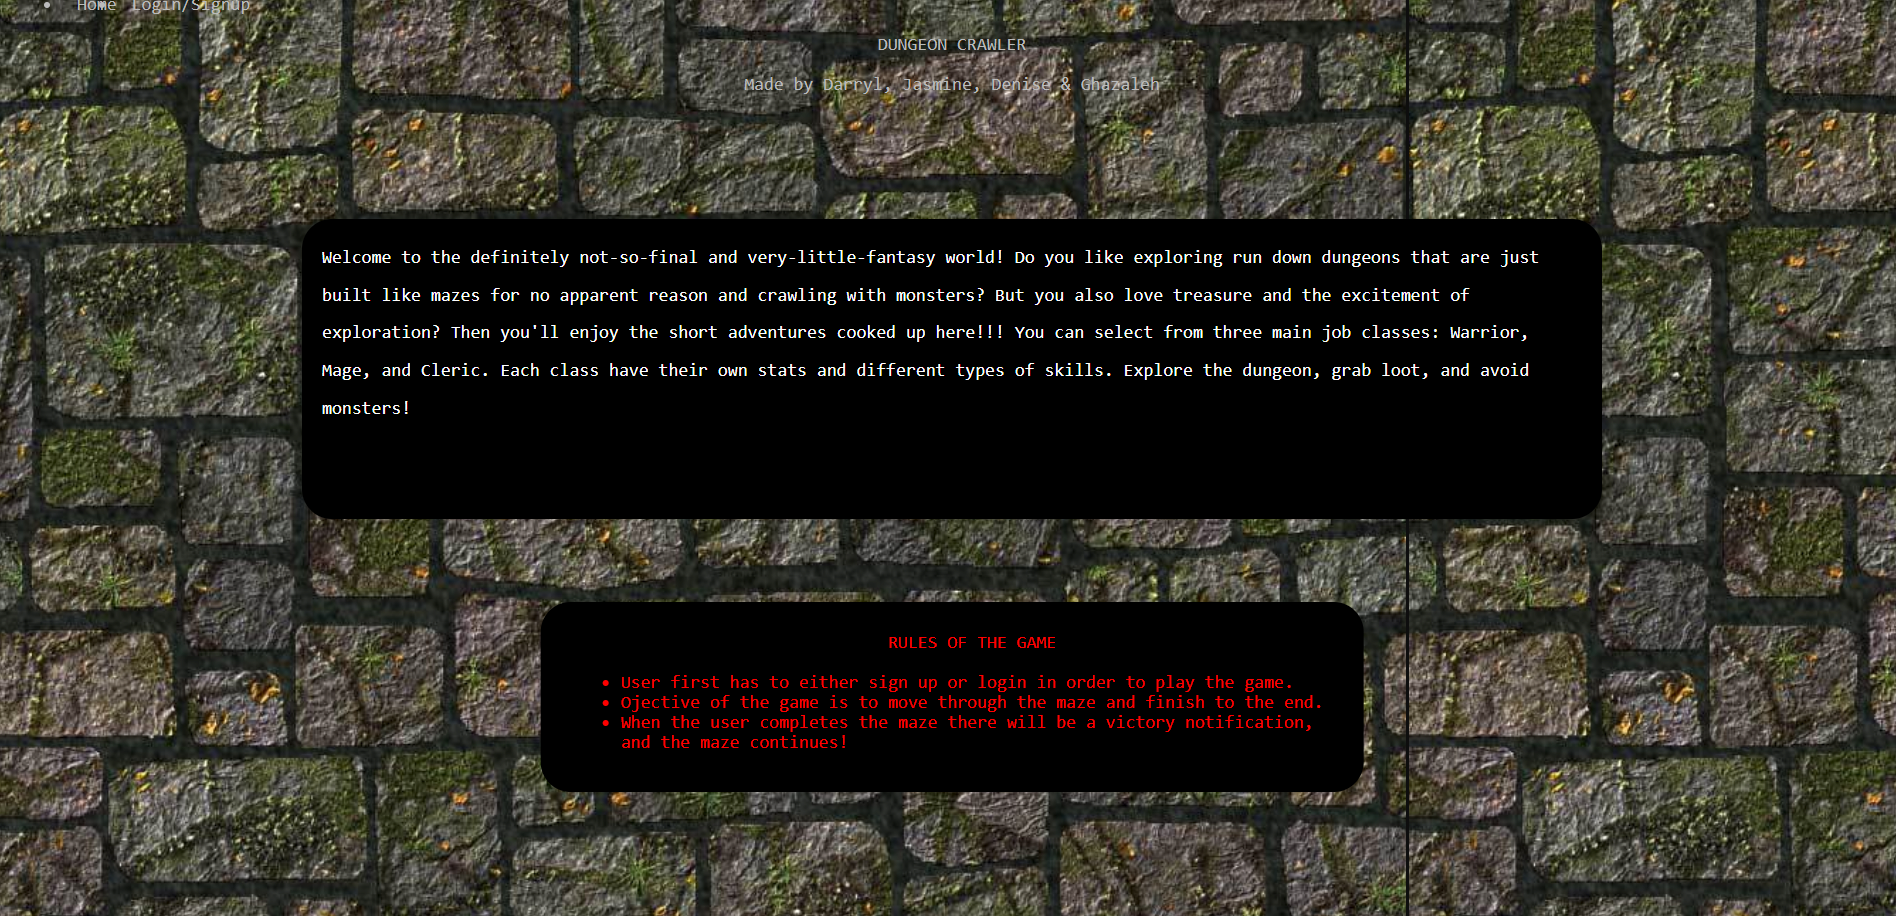 Home Login/Signup
DUNGEON CRAWLER
Made by Darryl, Jasmine, Denise & Ghazaleh
Welcome to the definitely not-so-final and very-little-fantasy world! Do you like exploring run down dungeons that are just
built like mazes for no apparent reason and crawling with monsters? But you also love treasure and the excitement of
exploration? Then you'll enjoy the short adventures cooked up here!!! You can select from three main job classes: Warrior,
Mage, and Cleric. Each class have their own stats and different types of skills. Explore the dungeon, grab loot, and avoid
monsters!
RULES OF THE GAME
• User first has to either sign up or login in order to play the game.
• Ojective of the game is to move through the maze and finish to the end.
• When the user completes the maze there will be a victory notification,
and the maze continues!